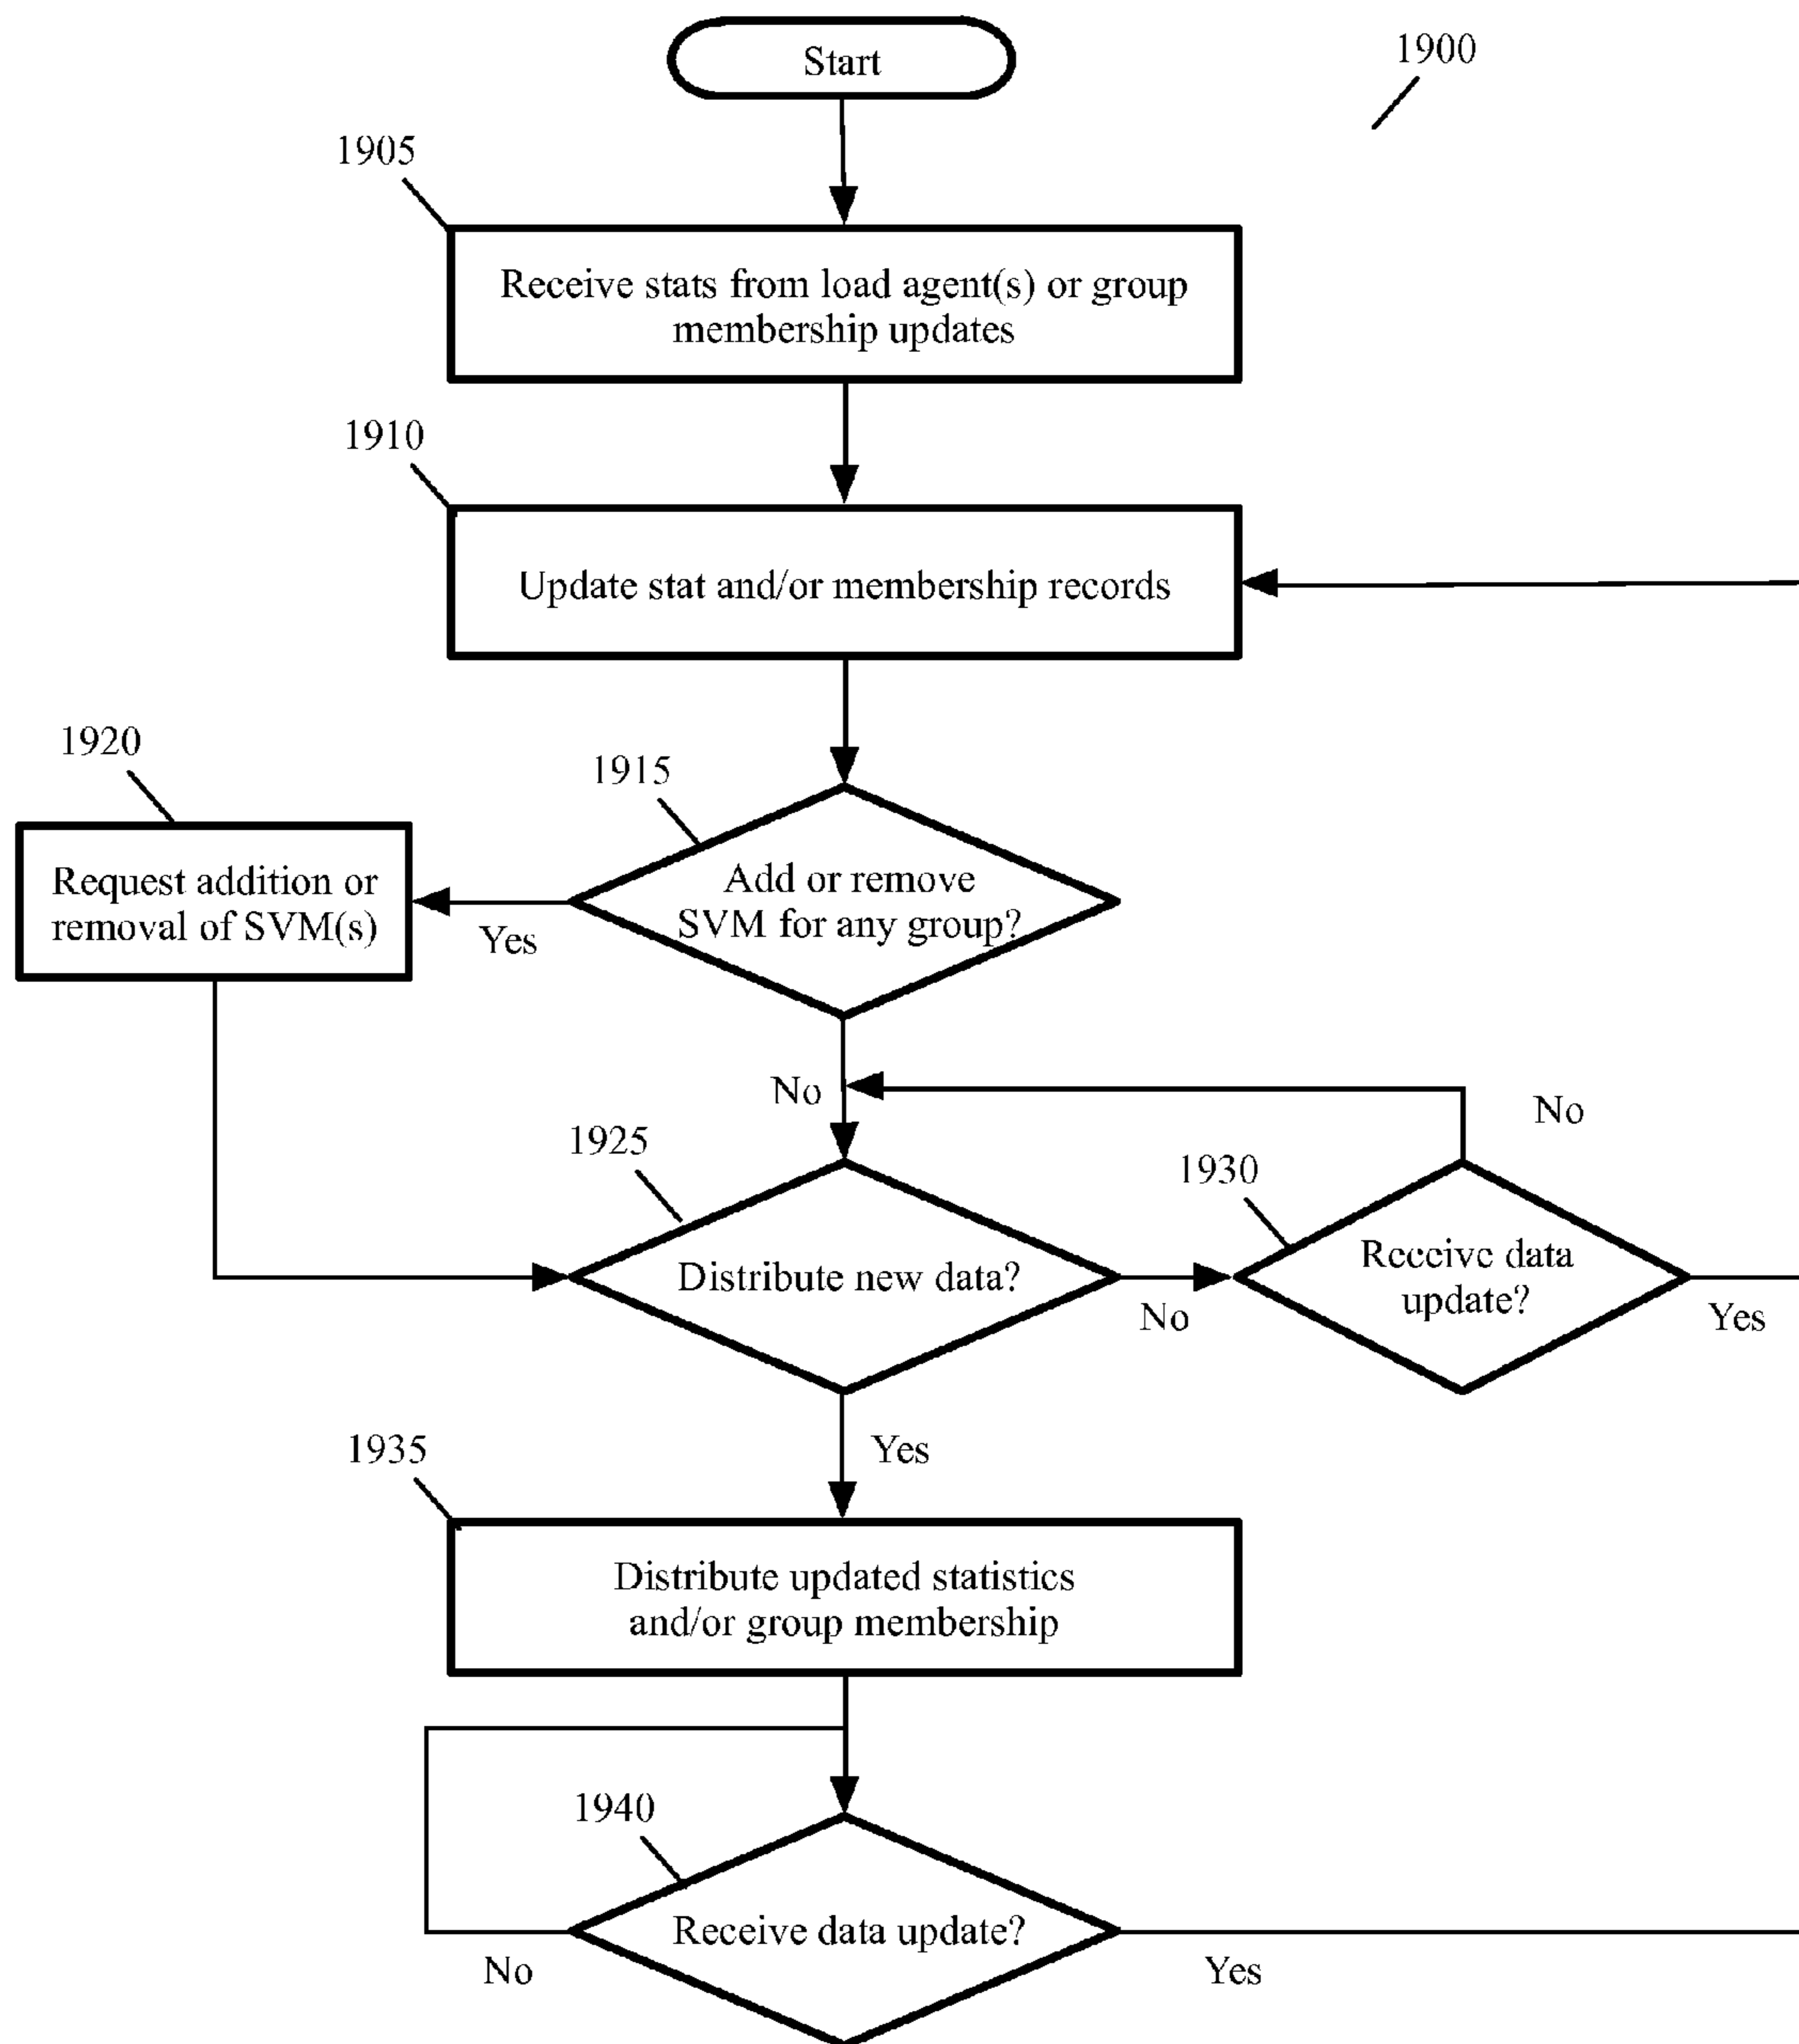 Start
1900
1905
Receive stats from load agent(s) or group
membership updates
1910
Update stat and/or membership records
1920
1915
Request addition or
removal of SVM(s)
Yes
Add or remove
SVM for any group?
No
No
1925
1930
Distribute new data?
No
Receive data
update?
Yes
Yes
1935
Distribute updated statistics
and/or group membership
1940
Receive data update?
No
Yes